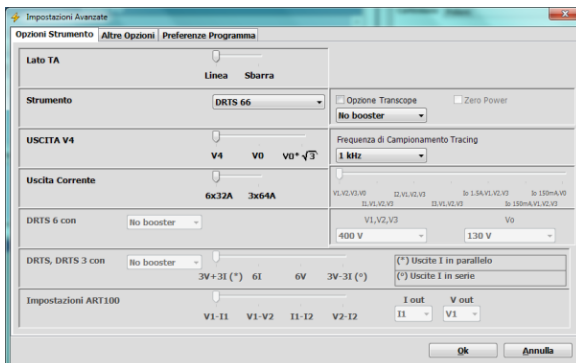 Impostazioni Avanzate
Opzioni Strumento Altre Opzioni Preferenze Programma
Lato TA
Linea Sbarra
Strumento DRTS 66
Opzione Transcope Zero Power
No booster
USCITA V4
V4 V0 V0*√3
Frequenza di Campionamento Tracing
1 kHz
Uscita Corrente
6x32A 3x64A
V1,V2,V3,V0 I2,V1,V2,V3 Io 1.5A,V1,V2,V3 Io 150mA,V0
I1,V1,V2,V3 I3,V1,V2,V3 Io 150mA,V1,V2,V3
DRTS 6 con No booster
V1,V2,V3 Vo
400 V 130 V
DRTS, DRTS 3 con No booster
3V+3I (*) 6I 6V 3V-3I (°)
(*) Uscite I in parallelo
(°) Uscite I in serie
Impostazioni ART100
V1-I1 V1-V2 I1-I2 V2-I2
I out V out
I1 V1
Ok Annulla